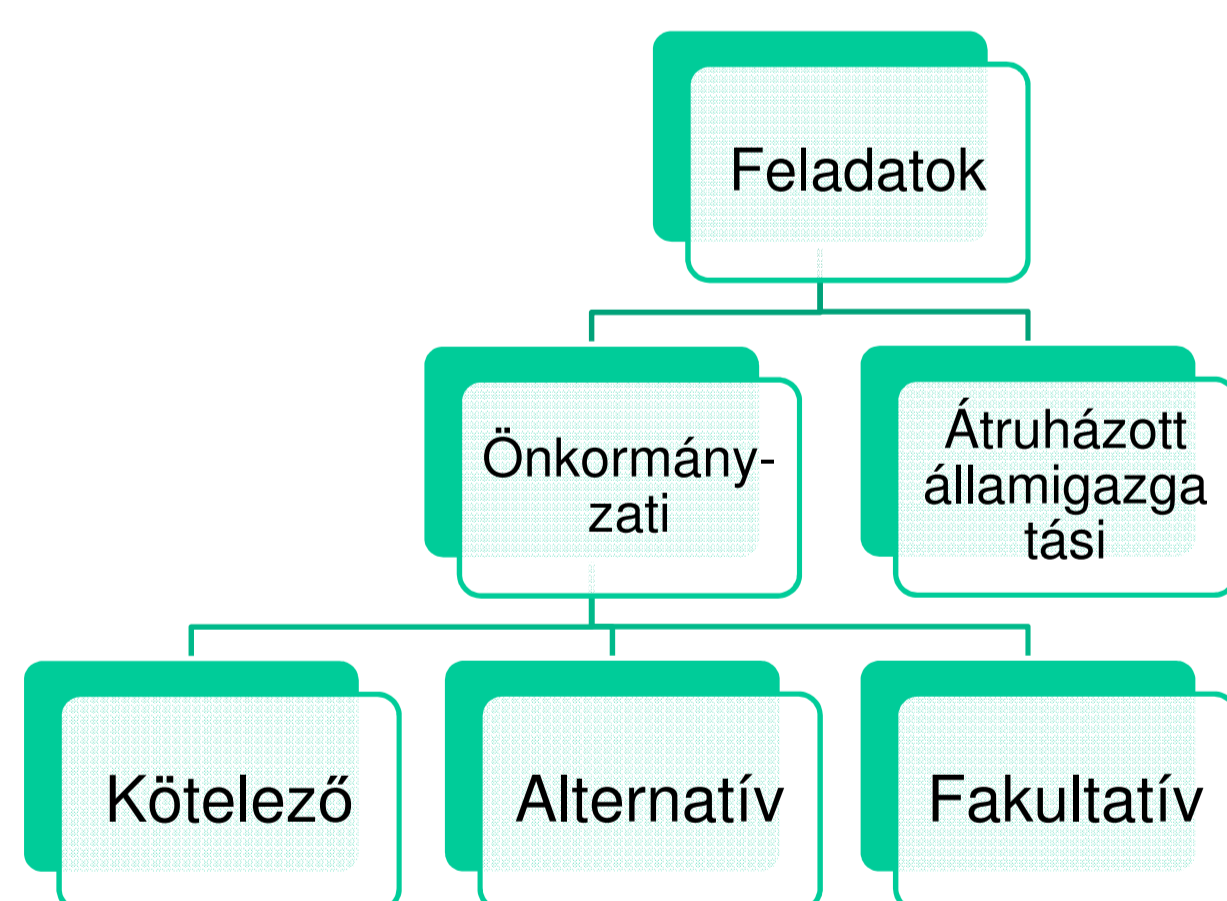 Feladatok
Önkormány-
zati
Átruházott
államigazga
tási
Kötelező
Alternatív
Fakultatív